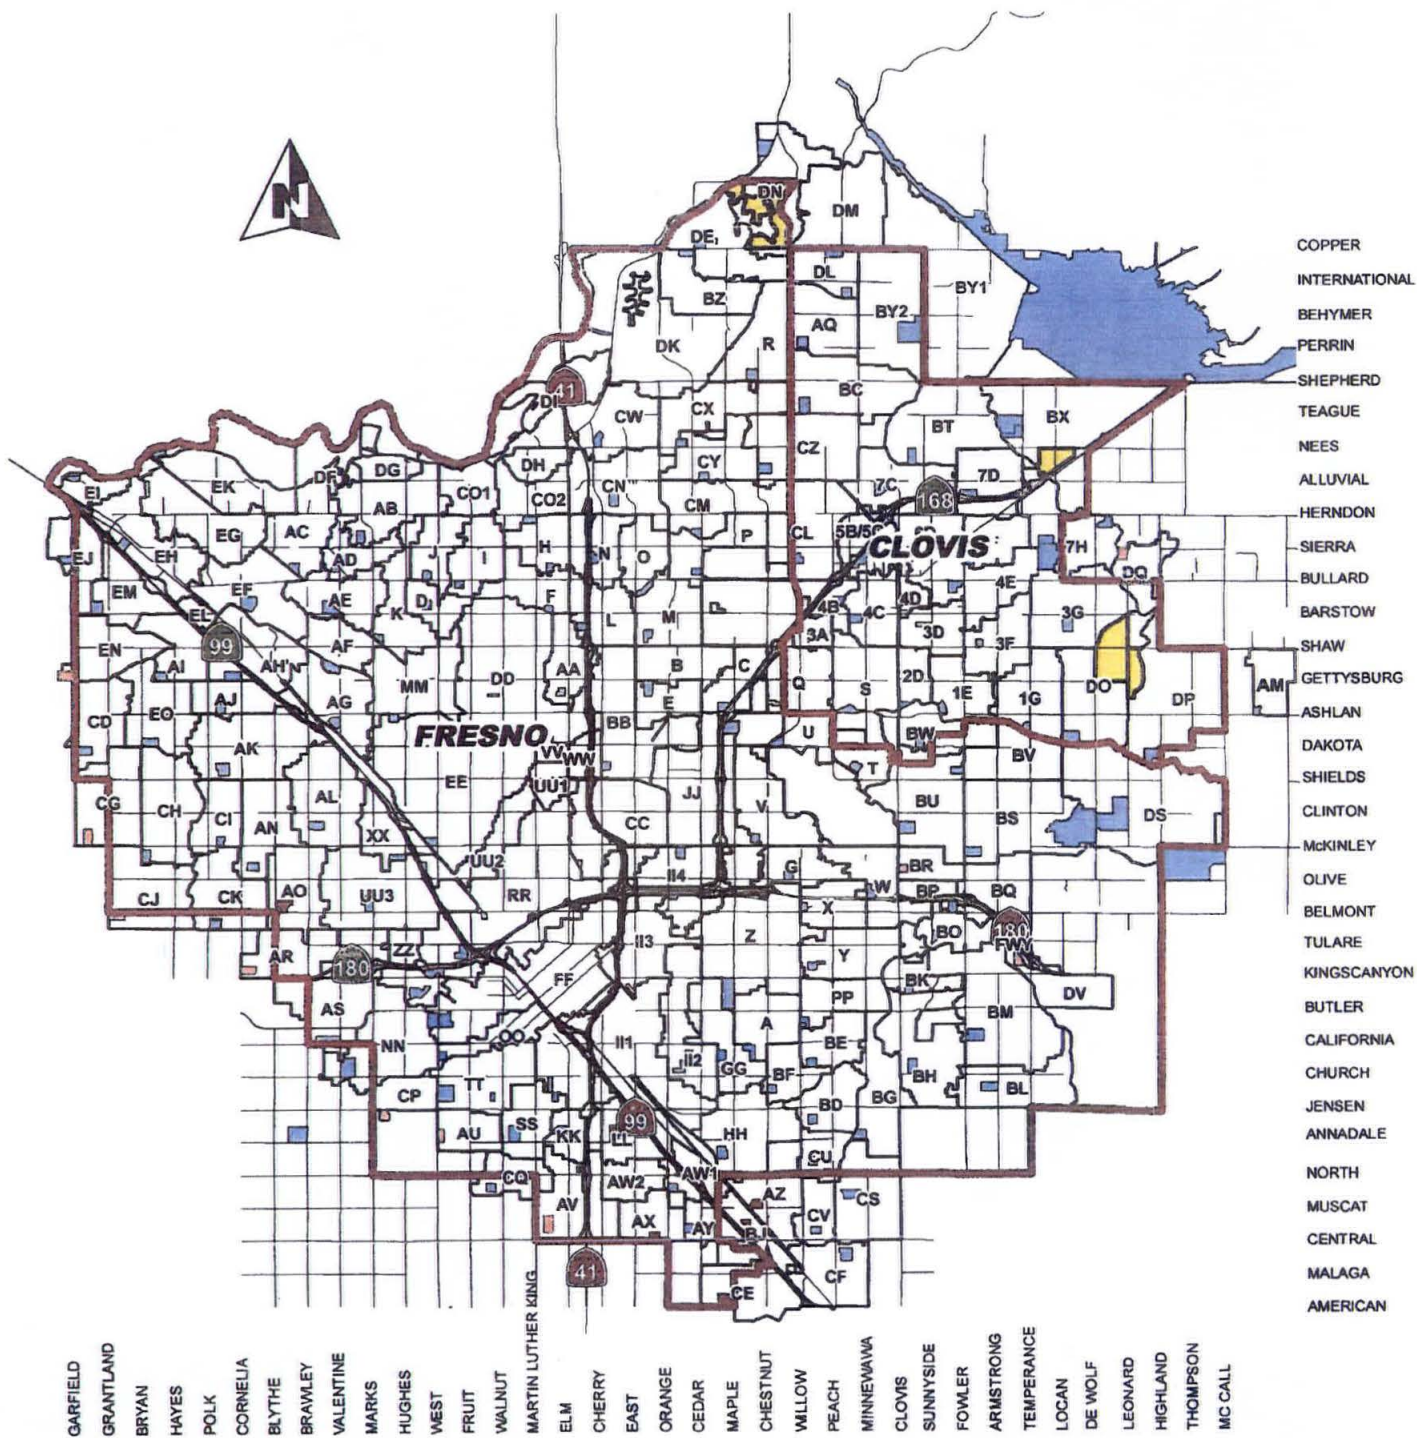 N
DN
DM
DE
COPPER
DL
INTERNATIONAL
BZ
BY1
BY2
BEHYMER
AQ
DK
R
PERRIN
41
DI
BC
SHEPHERD
CW
CX
BT
BX
TEAGUE
CZ
NEES
DF
DG
DH
CY
EI
EK
CO1
CO2
CN
7C
7D
ALLUVIAL
168
AB
CM
HERNDON
EG
AC
P
CL
5B/5C
CLOVIS
EJ
EH
AD
J
I
H
N
O
7H
SIERRA
DQ
BULLARD
EM
EF
AE
K
D
F
4E
4D
4B
4C
3G
BARSTOW
EL
L
M
3A
3D
3F
EN
99
AF
SHAW
AI
AH
MM
DD
AA
B
C
Q
S
2D
1E
1G
DO
DP
AM
GETTYSBURG
AJ
AG
E
CD
EO
BB
ASHLAN
FRESNO
U
BW
AK
VV
WW
BV
DAKOTA
T
EE
UU1
SHIELDS
CG
CH
CI
AL
JJ
V
BU
BS
DS
CLINTON
AN
XX
CC
McKINLEY
UU2
II4
G
BR
OLIVE
CJ
CK
AO
UU3
RR
W
BP
BQ
X
BELMONT
AR
ZZ
II3
Z
BO
180
FWY
TULARE
180
FF
Y
BK
KINGSCANYON
DV
AS
PP
BM
BUTLER
NN
OO
II1
A
BE
CALIFORNIA
II2
GG
BF
BH
CHURCH
CP
TT
BG
BL
BD
JENSEN
99
AU
SS
KK
LL
HH
ANNADALE
CU
CQ
AW2
AW1
NORTH
AV
AZ
CS
MUSCAT
AX
AY
BJ
CV
CENTRAL
41
CF
MALAGA
CE
AMERICAN
GARFIELD
GRANTLAND
BRYAN
HAYES
POLK
CORNELIA
BLYTHE
BRAWLEY
VALENTINE
MARKS
HUGHES
WEST
FRUIT
WALNUT
MARTIN LUTHER KING
ELM
CHERRY
EAST
ORANGE
CEDAR
MAPLE
CHESTNUT
WILLOW
PEACH
MINNEWAWA
CLOVIS
SUNNYSIDE
FOWLER
ARMSTRONG
TEMPERANCE
LOCAN
DE WOLF
LEONARD
HIGHLAND
THOMPSON
MC CALL